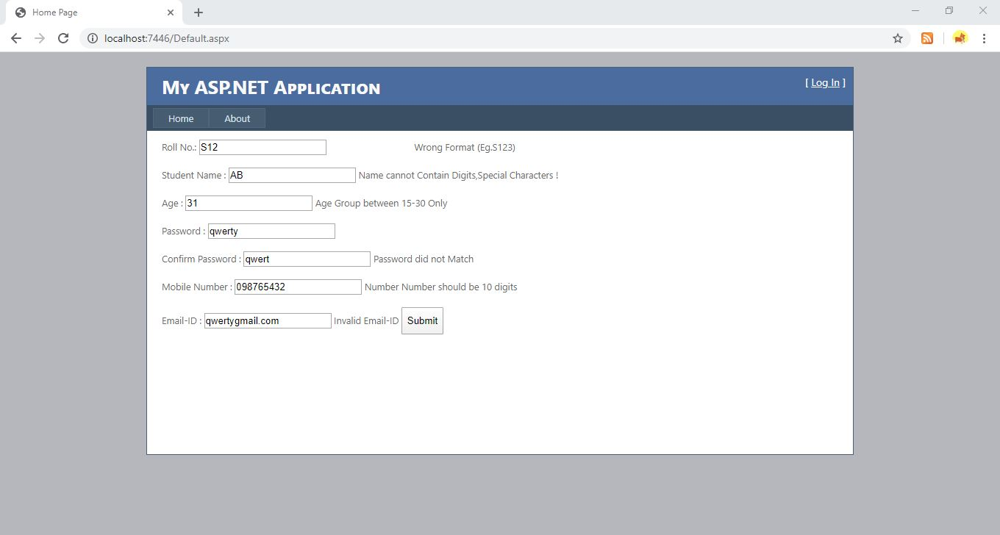 Home Page
localhost:7446/Default.aspx
My ASP.NET Application
[ Log In ]
Home About
Roll No.: S12 Wrong Format (Eg.S123)
Student Name : AB Name cannot Contain Digits,Special Characters !
Age : 31 Age Group between 15-30 Only
Password : qwerty
Confirm Password : qwert Password did not Match
Mobile Number : 098765432 Number Number should be 10 digits
Email-ID : qwertygmail.com Invalid Email-ID Submit